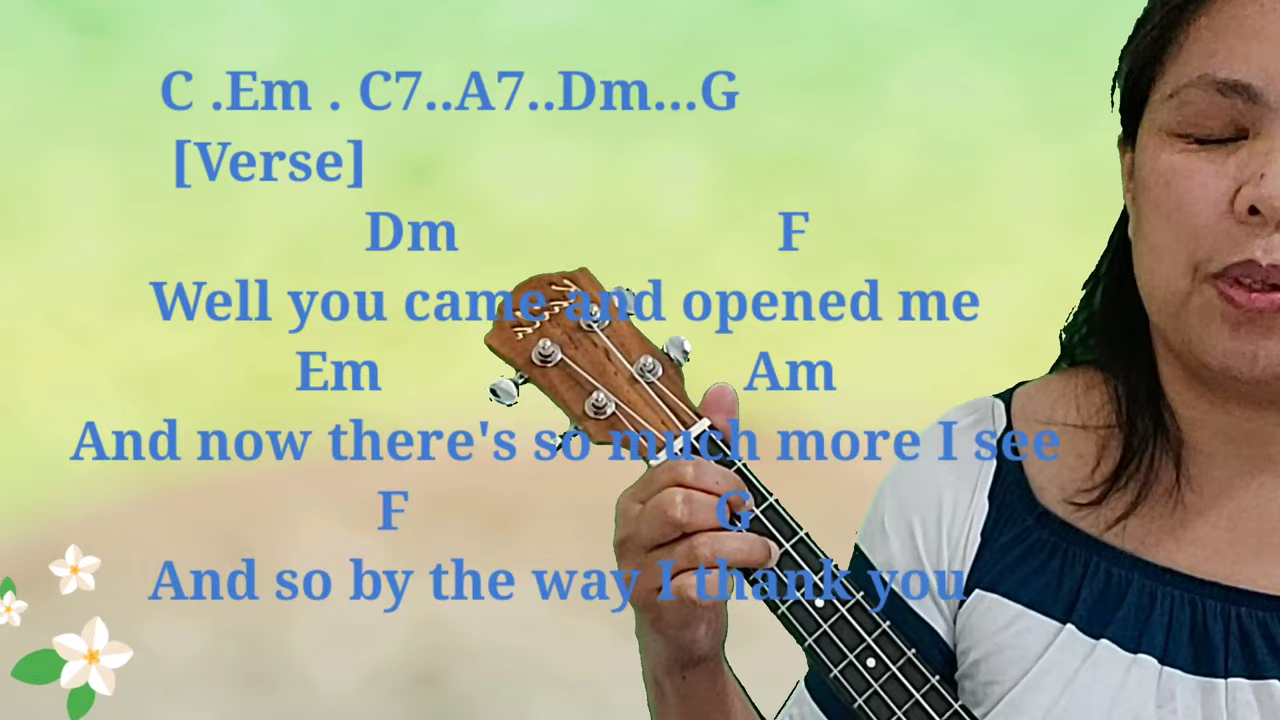 C .Em . C7..A7..Dm...G
[Verse]
Dm F
Well you came and opened me
Em Am
And now there's so much more I see
F G
And so by the way I thank you